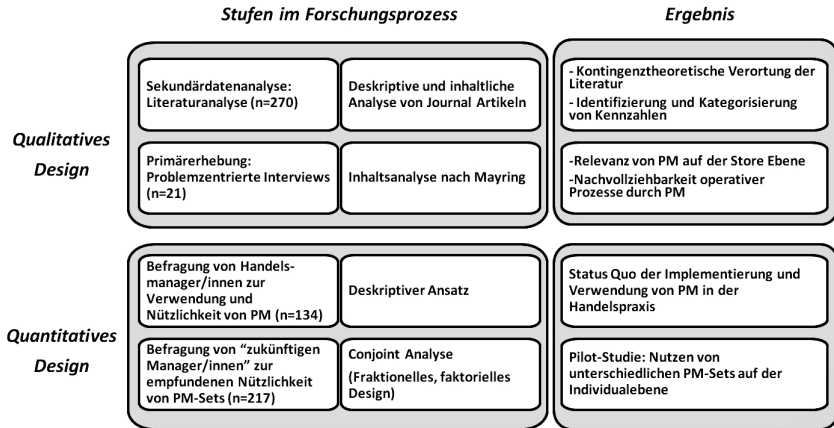 Stufen im Forschungsprozess
Ergebnis
Qualitatives
Design
Sekundärdatenanalyse:
Literaturanalyse (n=270)
Deskriptive und inhaltliche
Analyse von Journal Artikeln
- Kontingenztheoretische Verortung der
Literatur
- Identifizierung und Kategorisierung
von Kennzahlen
Primärerhebung:
Problemzentrierte Interviews
(n=21)
Inhaltsanalyse nach Mayring
-Relevanz von PM auf der Store Ebene
-Nachvollziehbarkeit operativer
Prozesse durch PM
Quantitatives
Design
Befragung von Handels-
manager/innen zur
Verwendung und
Nützlichkeit von PM (n=134)
Deskriptiver Ansatz
Status Quo der Implementierung und
Verwendung von PM in der
Handelspraxis
Befragung von “zukünftigen
Manager/innen” zur
empfundenen Nützlichkeit
von PM-Sets (n=217)
Conjoint Analyse
(Fraktionelles, faktorielles
Design)
Pilot-Studie: Nutzen von
unterschiedlichen PM-Sets auf der
Individualebene